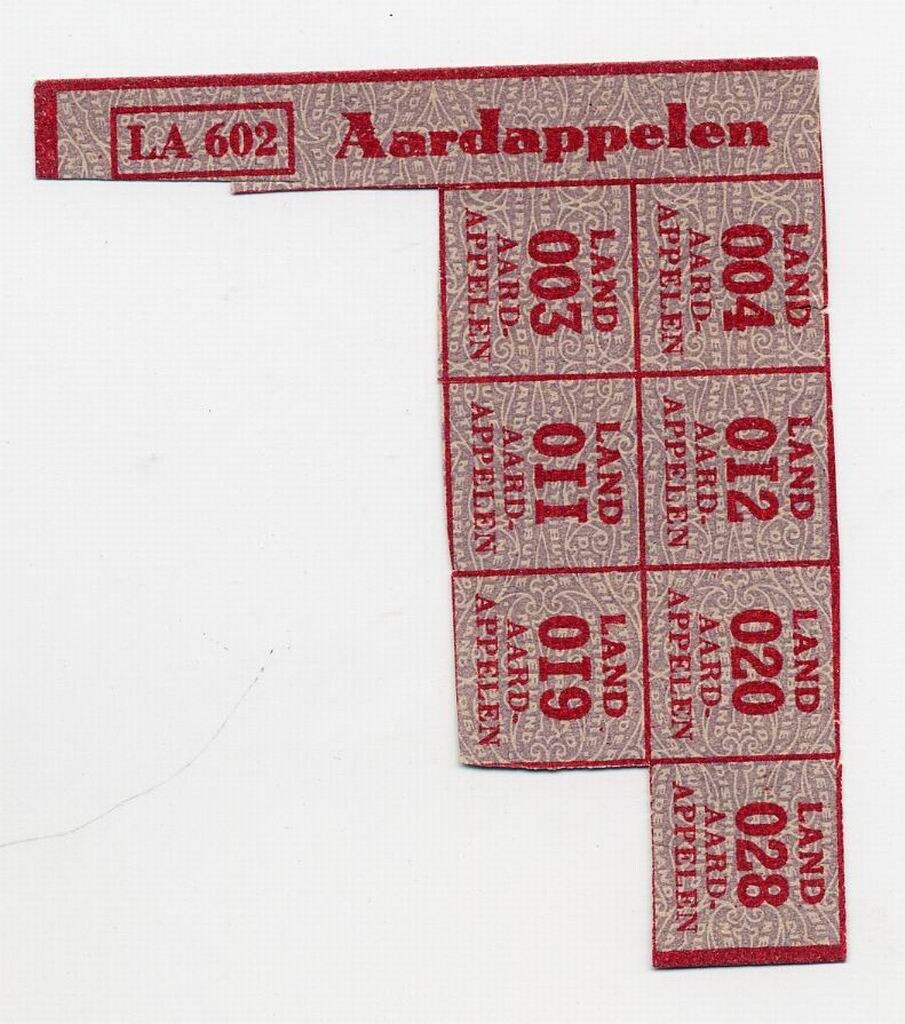 LA 602 Aardappelen
LAND
003
AARD-
APPELEN
LAND
004
AARD-
APPELEN
LAND
011
AARD-
APPELEN
LAND
012
AARD-
APPELEN
LAND
019
AARD-
APPELEN
LAND
020
AARD-
APPELEN
LAND
028
AARD-
APPELEN